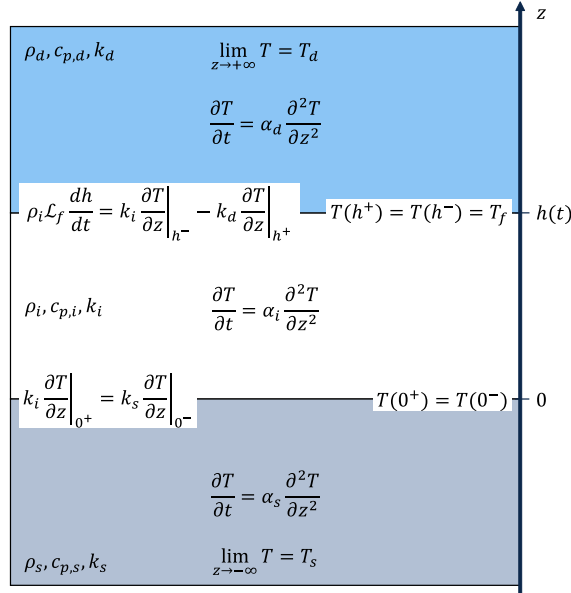 z
ρ_d, c_{p,d}, k_d
lim_{z→+∞} T = T_d
∂T/∂t = α_d ∂²T/∂z²
ρ_i ℒ_f dh/dt = k_i ∂T/∂z|_{h⁻} − k_d ∂T/∂z|_{h⁺}
T(h⁺) = T(h⁻) = T_f
h(t)
ρ_i, c_{p,i}, k_i
∂T/∂t = α_i ∂²T/∂z²
k_i ∂T/∂z|_{0⁺} = k_s ∂T/∂z|_{0⁻}
T(0⁺) = T(0⁻)
0
∂T/∂t = α_s ∂²T/∂z²
ρ_s, c_{p,s}, k_s
lim_{z→−∞} T = T_s